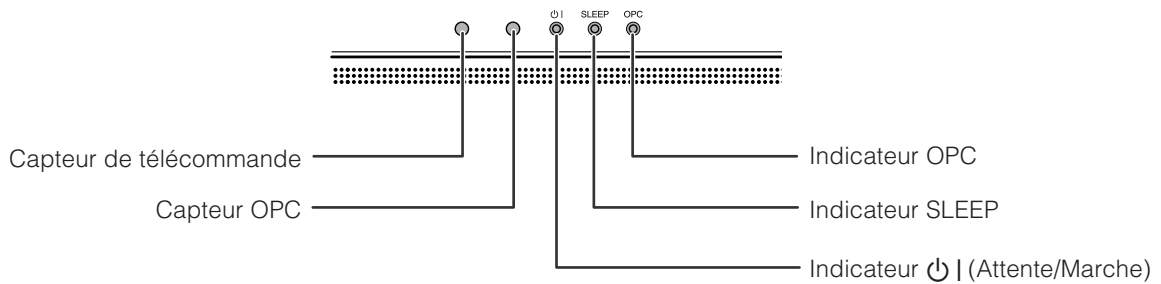 ⏻ | SLEEP OPC
Capteur de télécommande
Indicateur OPC
Capteur OPC
Indicateur SLEEP
Indicateur ⏻ | (Attente/Marche)